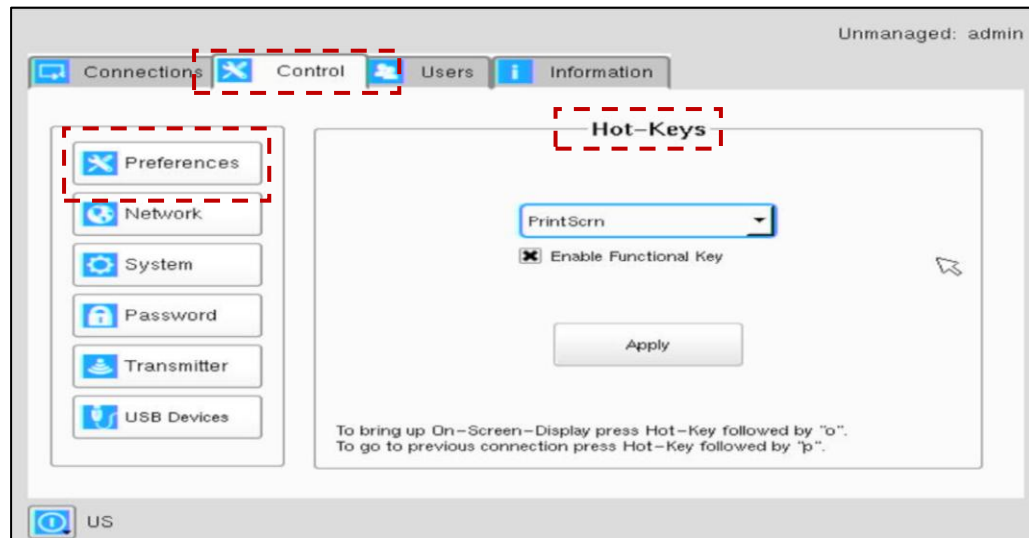 Unmanaged: admin
Connections Control Users Information
Hot-Keys
Preferences
Network
System
Password
Transmitter
USB Devices
PrintScrn
Enable Functional Key
Apply
To bring up On-Screen-Display press Hot-Key followed by "o".
To go to previous connection press Hot-Key followed by "p".
US